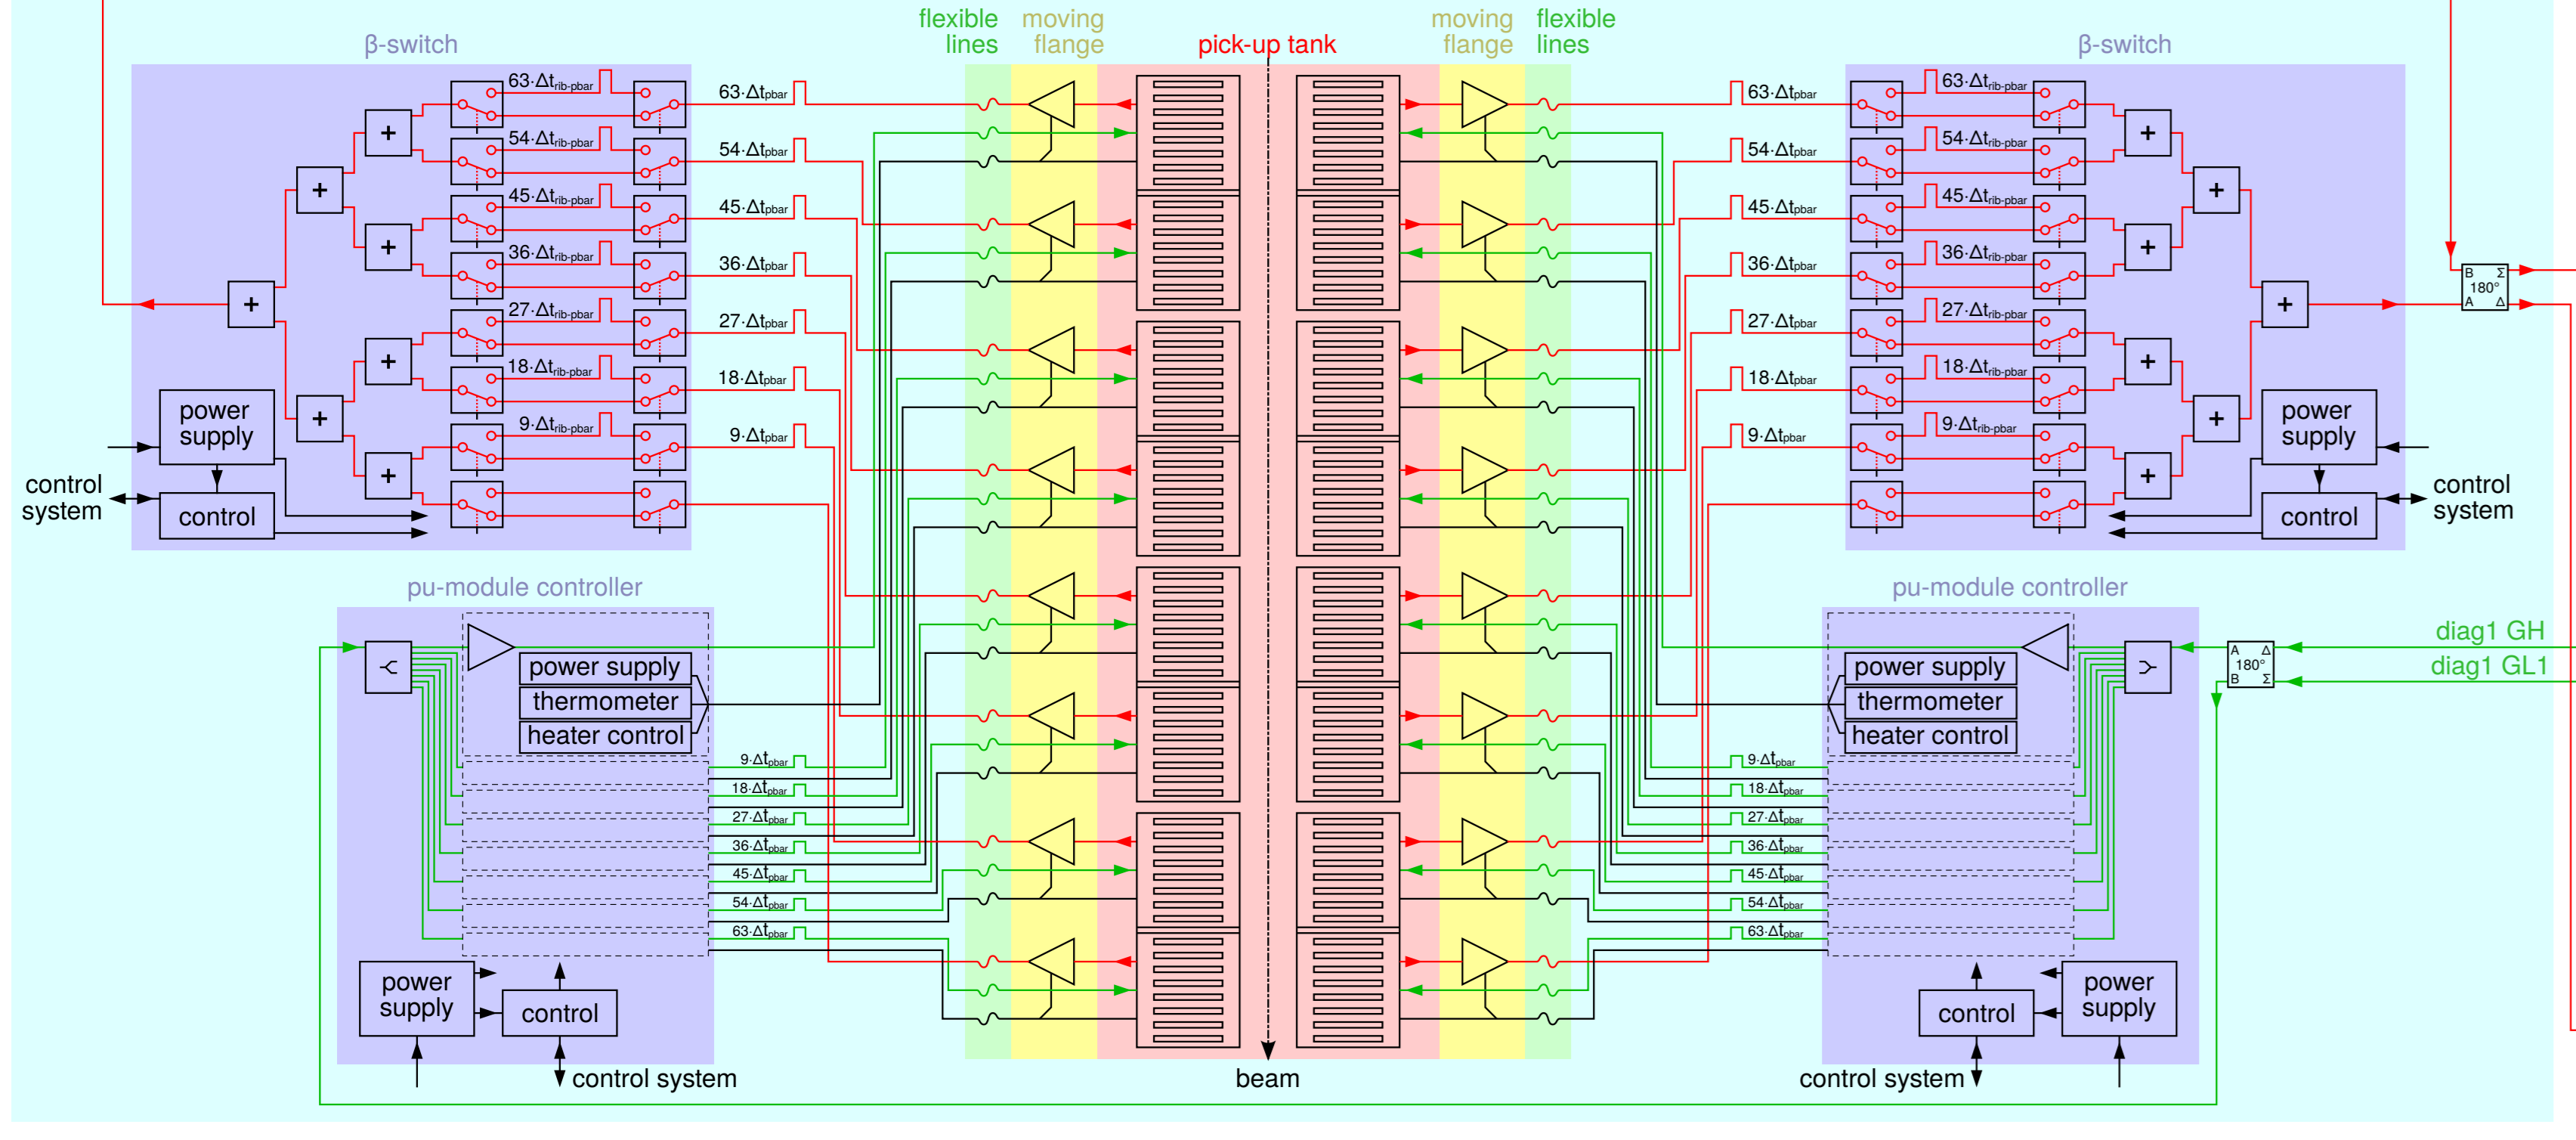 flexible
lines
moving
flange
pick-up tank
moving
flange
flexible
lines
β-switch
63·Δtrib-pbar
54·Δtrib-pbar
45·Δtrib-pbar
36·Δtrib-pbar
27·Δtrib-pbar
18·Δtrib-pbar
9·Δtrib-pbar
+
+
+
+
+
+
+
power
supply
control
control
system
63·Δtpbar
54·Δtpbar
45·Δtpbar
36·Δtpbar
27·Δtpbar
18·Δtpbar
9·Δtpbar
β-switch
63·Δtpbar
54·Δtpbar
45·Δtpbar
36·Δtpbar
27·Δtpbar
18·Δtpbar
9·Δtpbar
63·Δtrib-pbar
54·Δtrib-pbar
45·Δtrib-pbar
36·Δtrib-pbar
27·Δtrib-pbar
18·Δtrib-pbar
9·Δtrib-pbar
+
+
+
+
+
+
+
power
supply
control
control
system
B Σ
180°
A Δ
pu-module controller
power supply
thermometer
heater control
9·Δtpbar
18·Δtpbar
27·Δtpbar
36·Δtpbar
45·Δtpbar
54·Δtpbar
63·Δtpbar
power
supply
control
control system
beam
pu-module controller
power supply
thermometer
heater control
9·Δtpbar
18·Δtpbar
27·Δtpbar
36·Δtpbar
45·Δtpbar
54·Δtpbar
63·Δtpbar
control
power
supply
control system
A Δ
180°
B Σ
diag1 GH
diag1 GL1